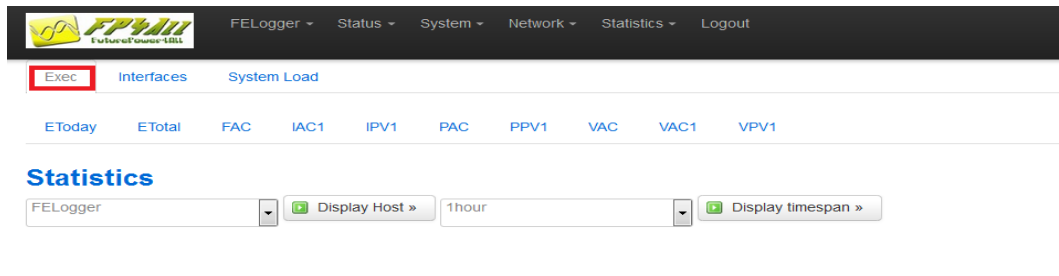 FP4All FELogger Status System Network Statistics Logout
FuturePower4All
Exec Interfaces System Load
EToday ETotal FAC IAC1 IPV1 PAC PPV1 VAC VAC1 VPV1
Statistics
FELogger Display Host » 1hour Display timespan »